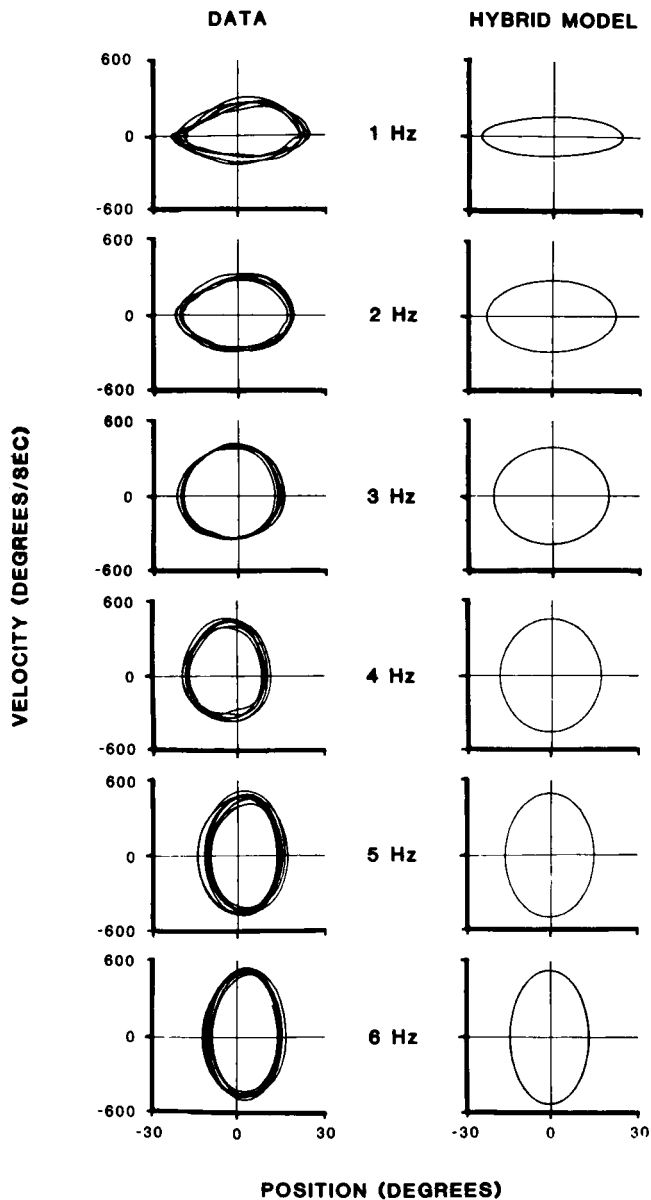 DATA
HYBRID MODEL
600
0
-600
1 Hz
600
0
-600
2 Hz
600
0
-600
3 Hz
600
0
-600
4 Hz
600
0
-600
5 Hz
600
0
-600
6 Hz
-30 0 30
-30 0 30
VELOCITY (DEGREES/SEC)
POSITION (DEGREES)